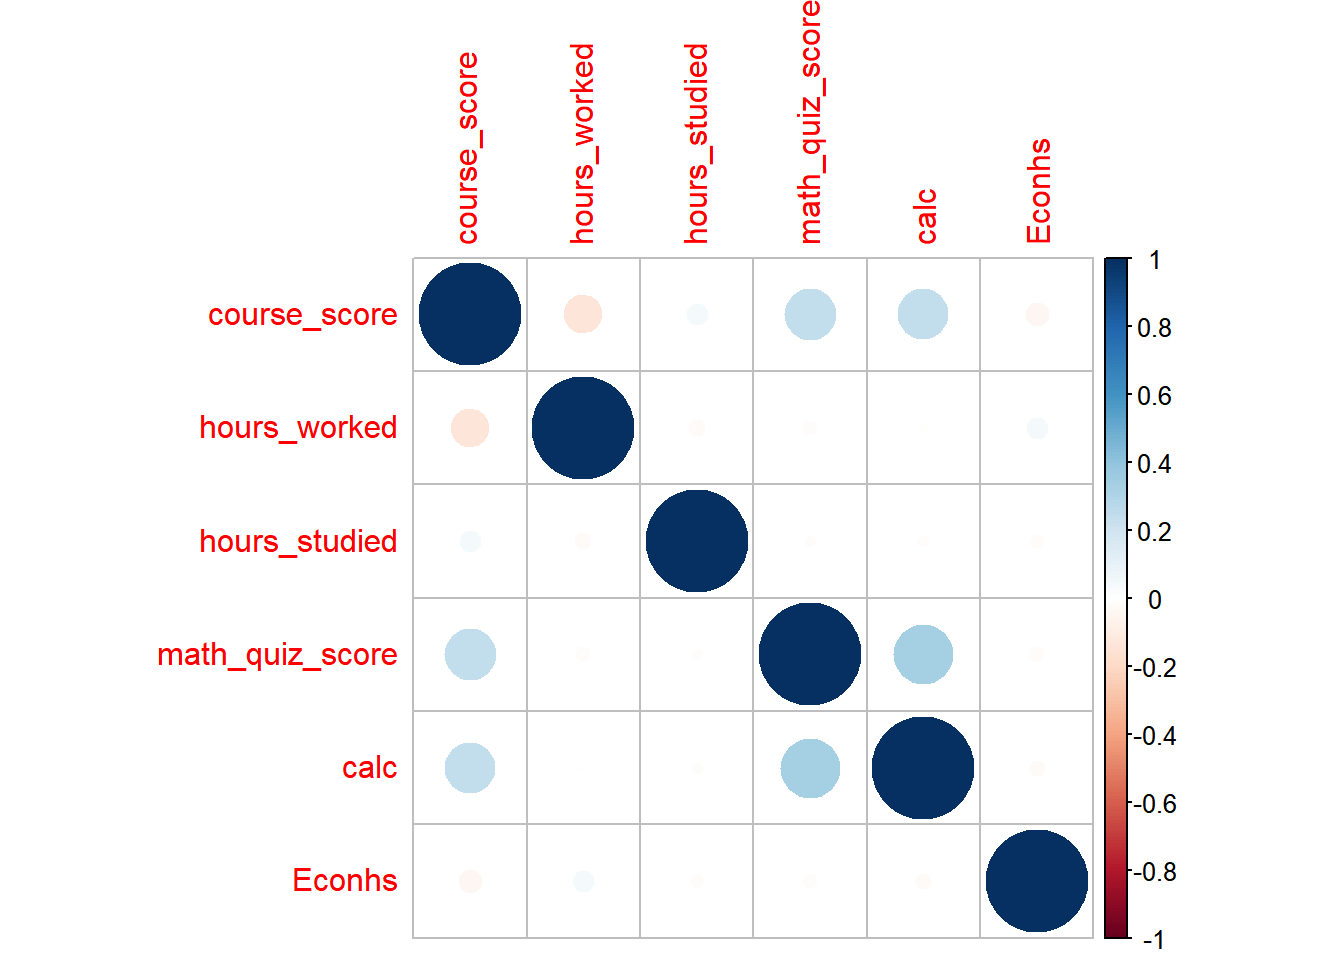 course_score
hours_worked
hours_studied
math_quiz_score
calc
Econhs
course_score
hours_worked
hours_studied
math_quiz_score
calc
Econhs
1
0.8
0.6
0.4
0.2
0
-0.2
-0.4
-0.6
-0.8
-1